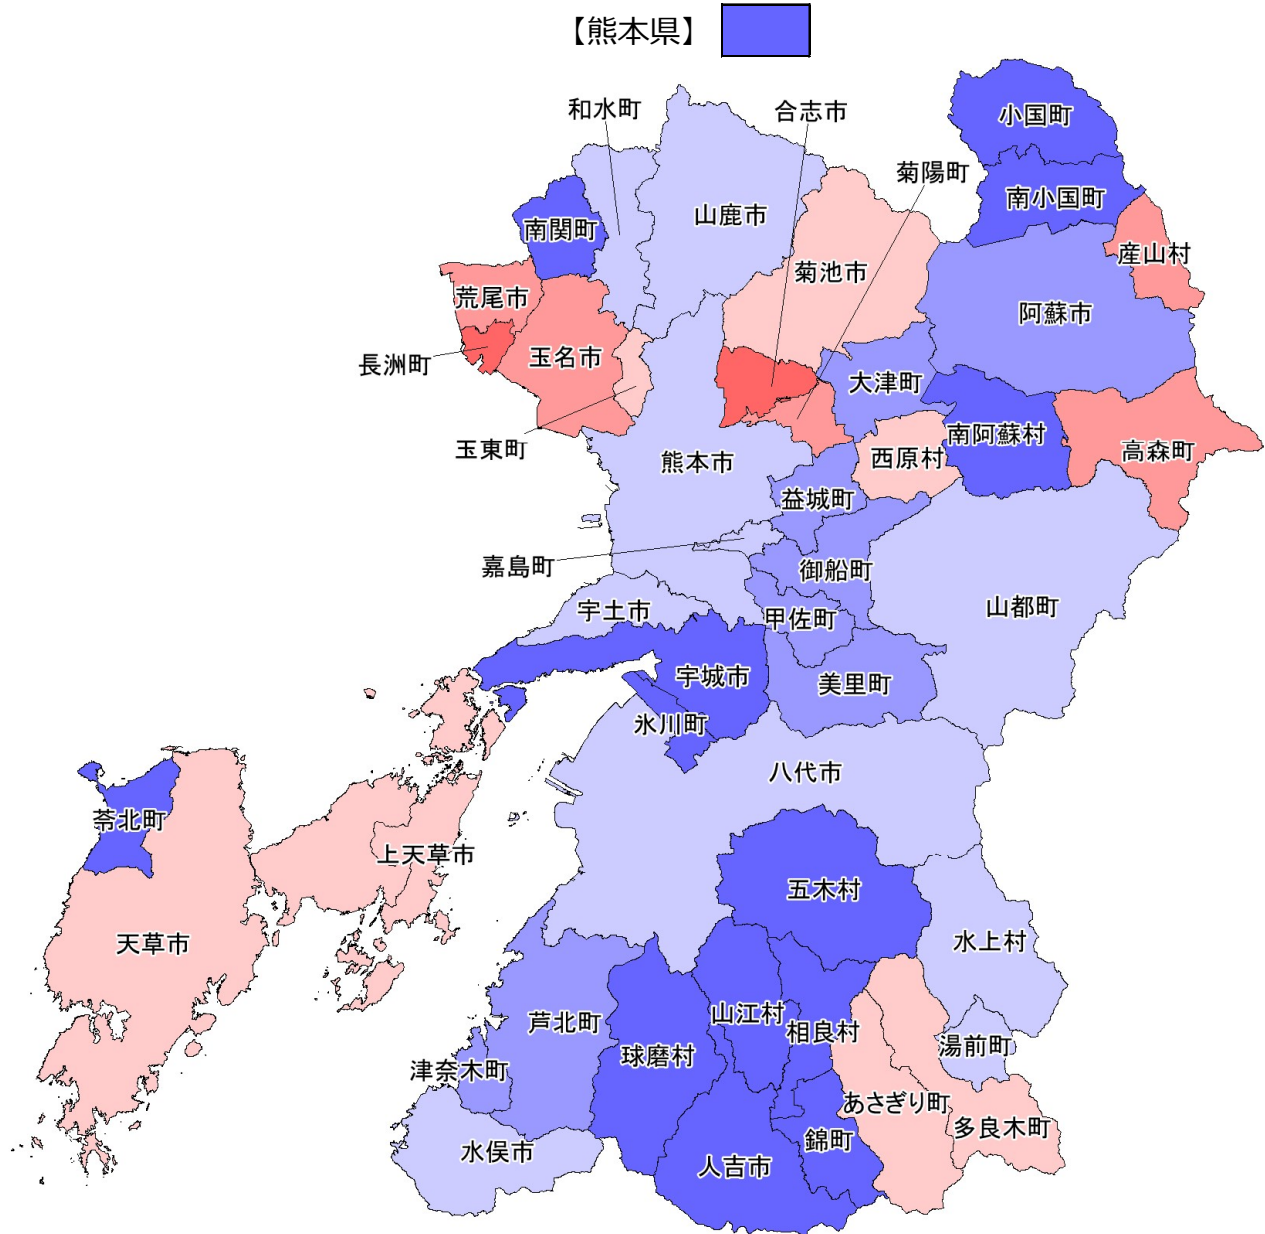 【熊本県】
和水町
合志市
小国町
菊陽町
南小国町
山鹿市
南関町
産山村
菊池市
荒尾市
阿蘇市
長洲町
玉名市
大津町
玉東町
南阿蘇村
高森町
熊本市
西原村
益城町
嘉島町
御船町
宇土市
甲佐町
山都町
宇城市
美里町
氷川町
八代市
苓北町
上天草市
五木村
天草市
水上村
芦北町
山江村
相良村
湯前町
球磨村
津奈木町
あさぎり町
多良木町
錦町
水俣市
人吉市